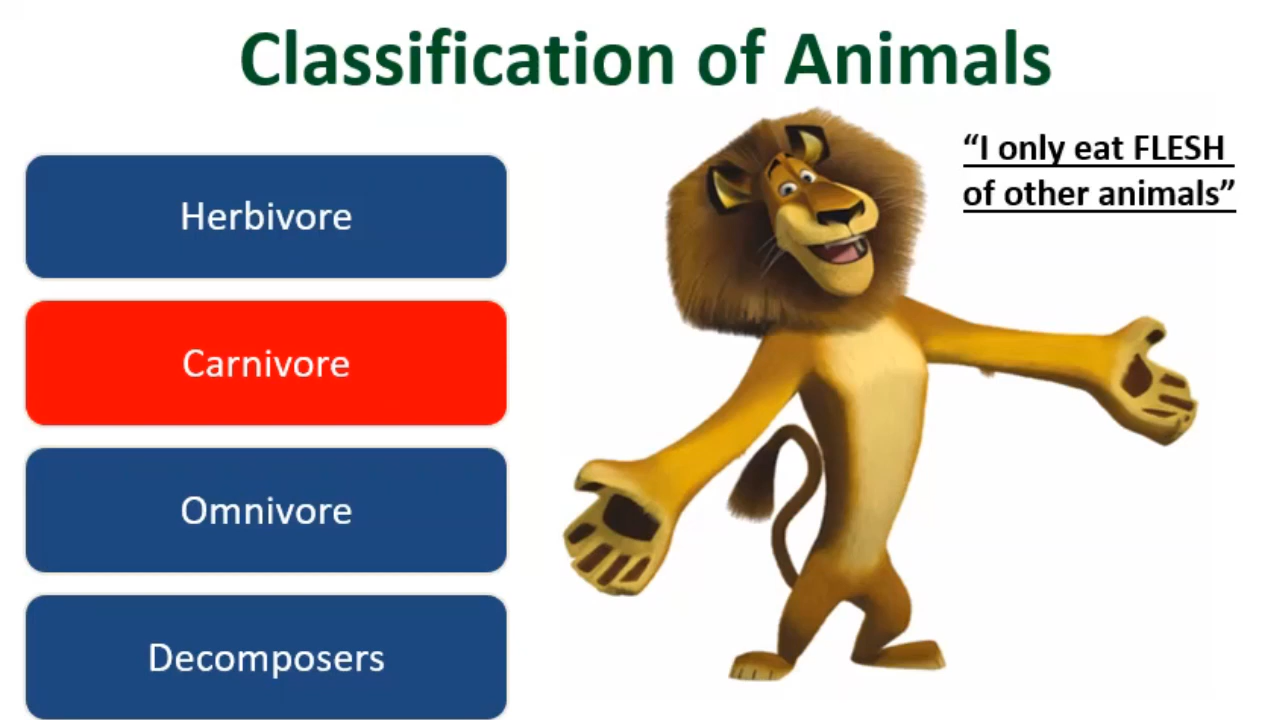 Classification of Animals
Herbivore
Carnivore
Omnivore
Decomposers
“I only eat FLESH
of other animals”